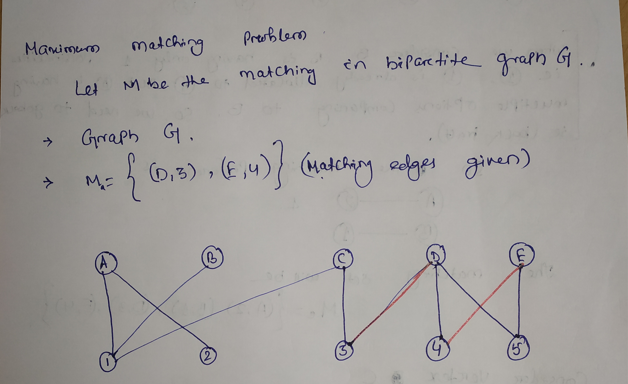 Maximum matching Problem
Let M be the matching in bipartite graph G..
→ Graph G.
→ M = { (D,3) , (E,4) } (Matching edges given)
A B C D E
1 2 3 4 5